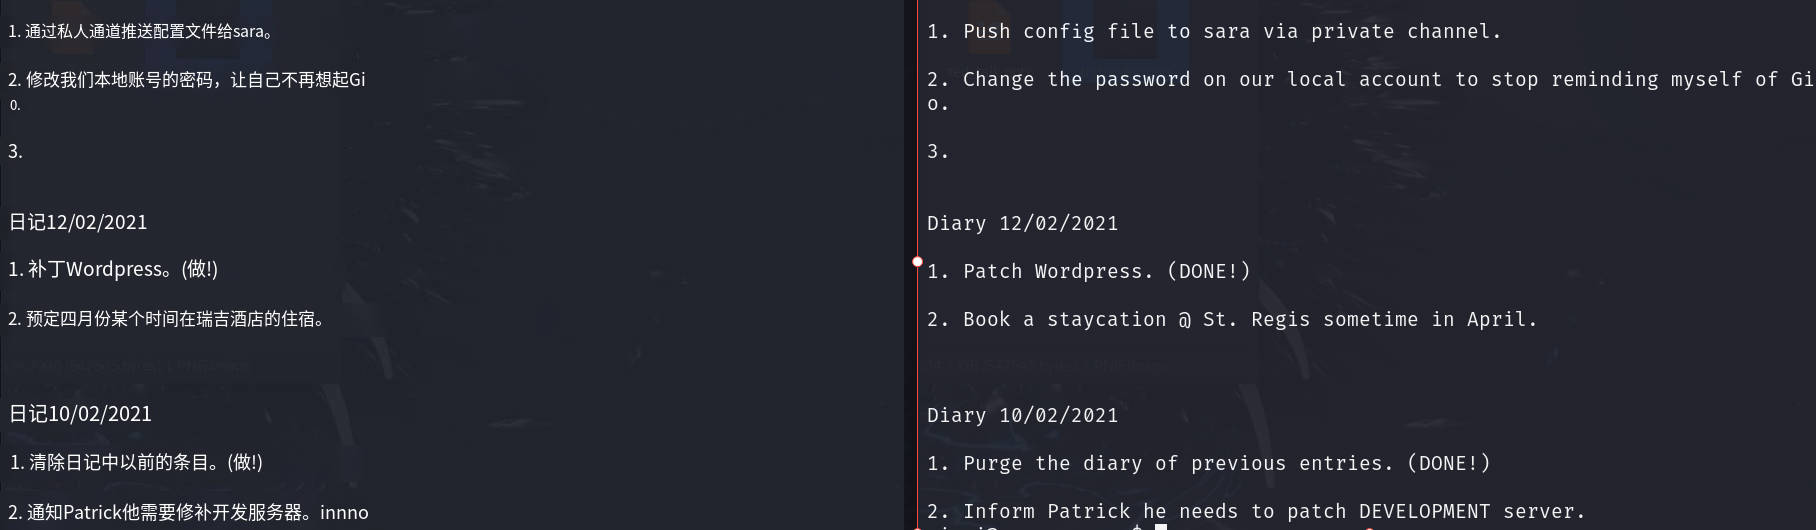 1. 通过私人通道推送配置文件给sara。
2. 修改我们本地账号的密码，让自己不再想起Gi
o.
3.
日记12/02/2021
1. 补丁Wordpress。(做!)
2. 预定四月份某个时间在瑞吉酒店的住宿。
日记10/02/2021
1. 清除日记中以前的条目。(做!)
2. 通知Patrick他需要修补开发服务器。innno
1. Push config file to sara via private channel.
2. Change the password on our local account to stop reminding myself of Gi
o.
3.
Diary 12/02/2021
1. Patch Wordpress. (DONE!)
2. Book a staycation @ St. Regis sometime in April.
Diary 10/02/2021
1. Purge the diary of previous entries. (DONE!)
2. Inform Patrick he needs to patch DEVELOPMENT server.